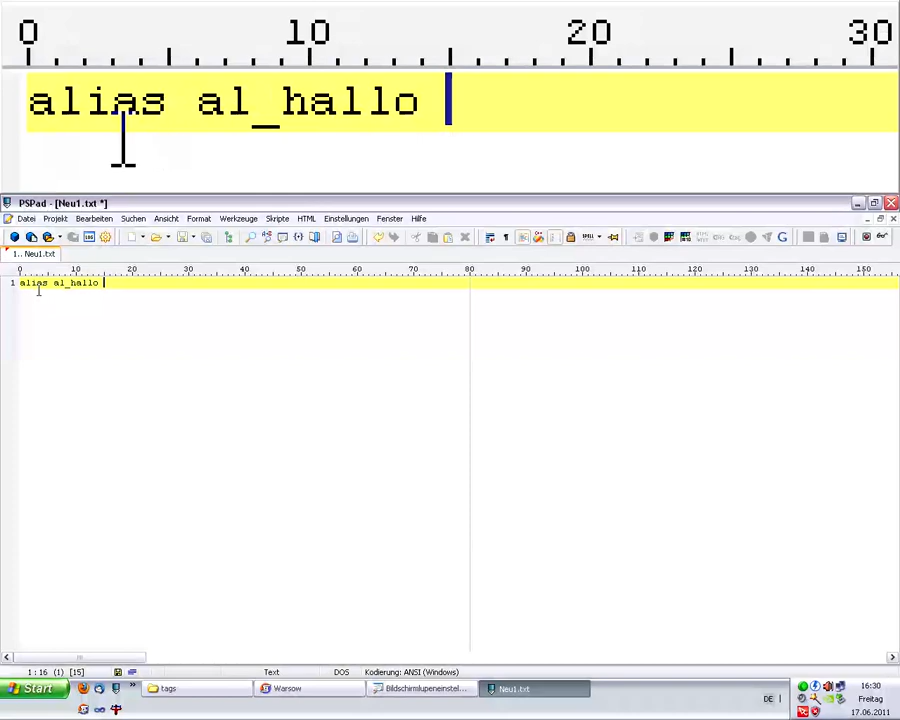 0 10 20 30
alias al_hallo
PSPad - [Neu1.txt *]
Datei Projekt Bearbeiten Suchen Ansicht Format Werkzeuge Skripte HTML Einstellungen Fenster Hilfe
1.. Neu1.txt
0 10 20 30 40 50 60 70 80 90 100 110 120 130 140 150
1 alias al_hallo
1:16 (1) [15] Text DOS Kodierung: ANSI (Windows)
Start tags Warsow Bildschirmlupeneinstel... Neu1.txt DE 16:30
Freitag
17.06.2011